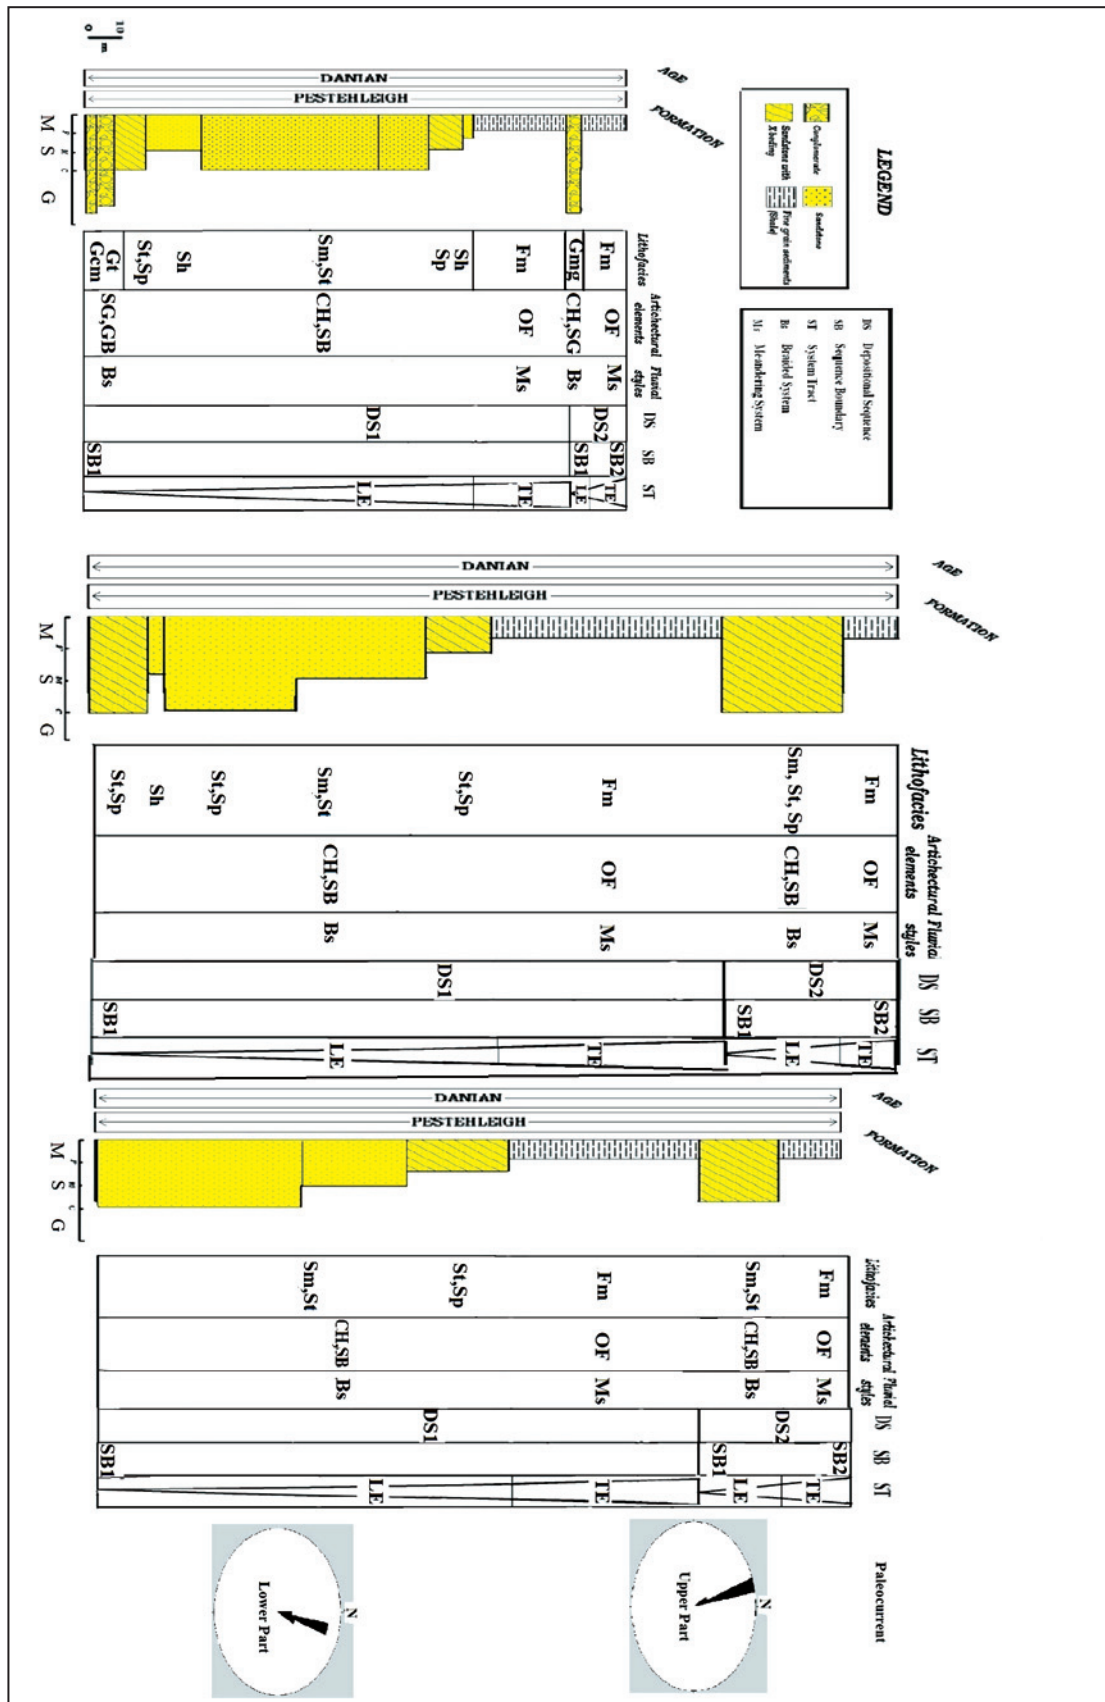 LEGEND
Conglomerate
Sandstone
Sandstone with
X beding
Fine grain sediments
(Shale)
DS Depositional Sequence
SB Sequence Boundary
ST System Tract
Bs Braided System
Ms Meandering System
10
0
m
AGE
DANIAN
FORMATION
PESTEHLEIGH
M
F
S
M
C
G
Lithofacies
Artichectural
elements
Fluvial
styles
DS
SB
ST
Fm
OF
Ms
DS2
SB2
TE
Gmg
CH,SG
Bs
SB1
LE
Fm
OF
Ms
TE
Sh
Sp
Sm,St
CH,SB
DS1
LE
Sh
St,Sp
Gt
Gcm
SG,GB
Bs
SB1
AGE
DANIAN
FORMATION
PESTEHLEIGH
M
F
S
M
C
G
Lithofacies
Artichectural
elements
Fluvial
styles
DS
SB
ST
Fm
OF
Ms
DS2
SB2
TE
Sm, St, Sp
CH,SB
Bs
SB1
LE
Fm
OF
Ms
TE
St,Sp
DS1
Sm,St
CH,SB
Bs
LE
St,Sp
Sh
St,Sp
SB1
AGE
DANIAN
FORMATION
PESTEHLEIGH
M
F
S
M
C
G
Lithofacies
Artichectural
elements
Fluvial
styles
DS
SB
ST
Fm
OF
Ms
DS2
SB2
TE
Sm,St
CH,SB
Bs
SB1
LE
Fm
OF
Ms
TE
St,Sp
DS1
Sm,St
CH,SB
Bs
LE
SB1
Paleocurrent
N
Upper Part
N
Lower Part